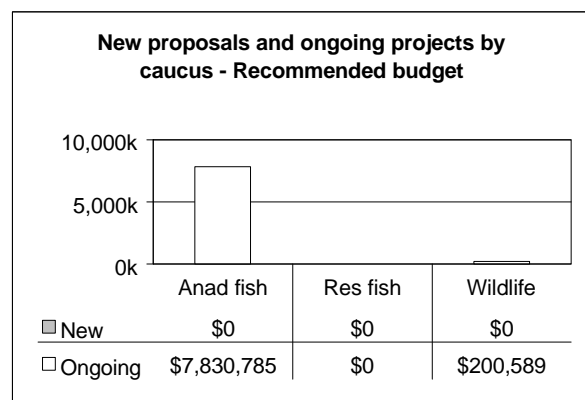 New proposals and ongoing projects by
caucus - Recommended budget
10,000k
5,000k
0k
Anad fish Res fish Wildlife
New $0 $0 $0
Ongoing $7,830,785 $0 $200,589